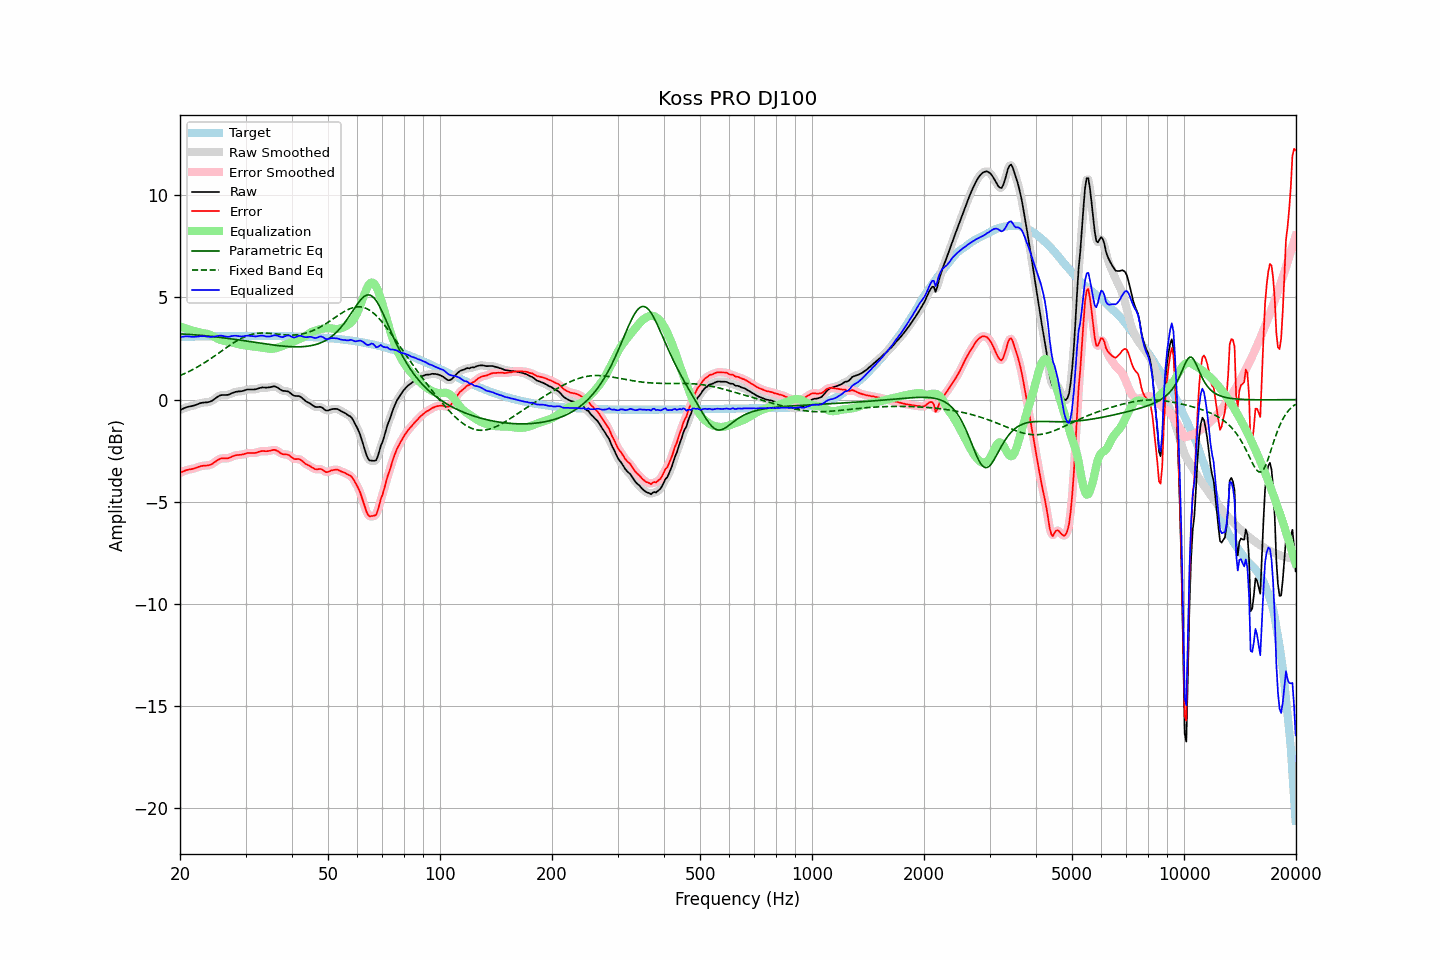 Koss PRO DJ100
Target
Raw Smoothed
Error Smoothed
Raw
Error
Equalization
Parametric Eq
Fixed Band Eq
Equalized
Amplitude (dBr)
10
5
0
−5
−10
−15
−20
20
50
100
200
500
1000
2000
5000
10000
20000
Frequency (Hz)